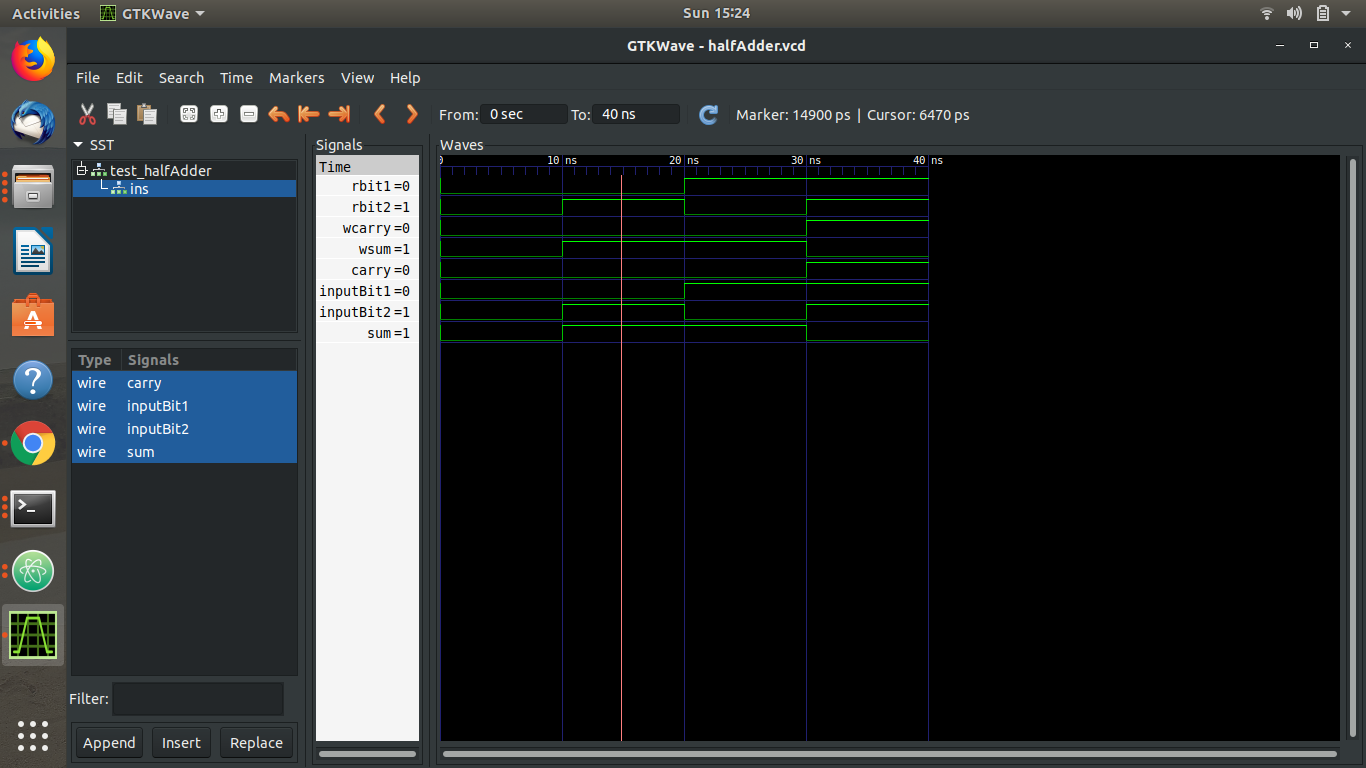 Activities GTKWave Sun 15:24
GTKWave - halfAdder.vcd
File Edit Search Time Markers View Help
From: 0 sec To: 40 ns Marker: 14900 ps | Cursor: 6470 ps
SST
test_halfAdder
ins
Type Signals
wire carry
wire inputBit1
wire inputBit2
wire sum
Filter:
Append Insert Replace
Signals
Time
rbit1=0
rbit2=1
wcarry=0
wsum=1
carry=0
inputBit1=0
inputBit2=1
sum=1
Waves
0 10 ns 20 ns 30 ns 40 ns